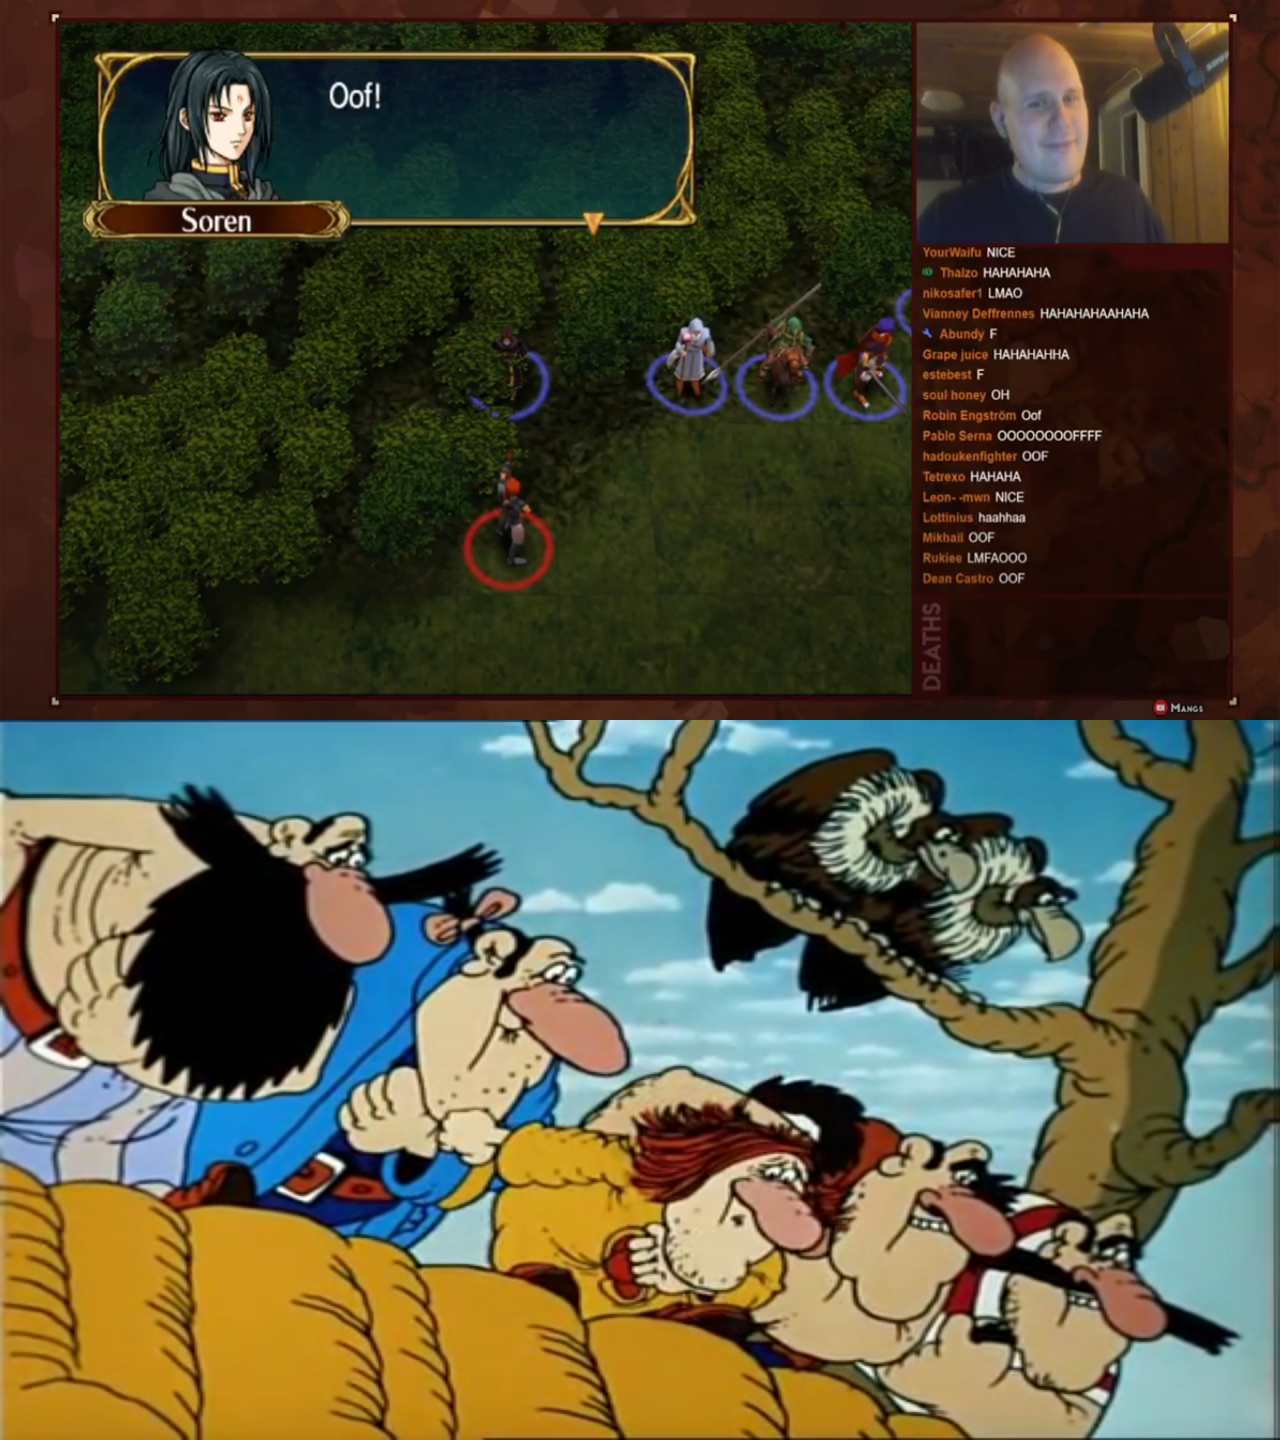 Oof!
Soren
YourWaifu NICE
Thalzo HAHAHAHA
nikosafer1 LMAO
Vianney Deffrennes HAHAHAHAAHAHA
Abundy F
Grape juice HAHAHAHHA
estebest F
soul honey OH
Robin Engström Oof
Pablo Serna OOOOOOOOFFFF
hadoukenfighter OOF
Tetrexo HAHAHA
Leon- -mwn NICE
Lottinius haahhaa
Mikhail OOF
Rukiee LMFAOOO
Dean Castro OOF
DEATHS
MANGS